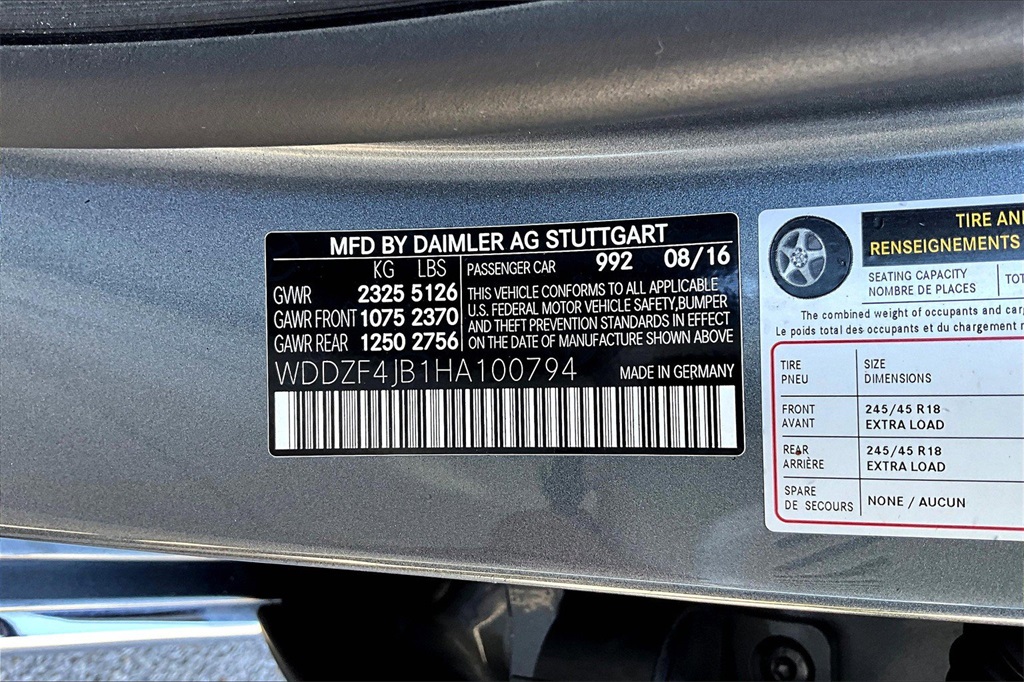 MFD BY DAIMLER AG STUTTGART
KG LBS
GVWR 2325 5126
GAWR FRONT 1075 2370
GAWR REAR 1250 2756
PASSENGER CAR 992 08/16
THIS VEHICLE CONFORMS TO ALL APPLICABLE
U.S. FEDERAL MOTOR VEHICLE SAFETY,BUMPER
AND THEFT PREVENTION STANDARDS IN EFFECT
ON THE DATE OF MANUFACTURE SHOWN ABOVE
WDDZF4JB1HA100794 MADE IN GERMANY
TIRE AN
RENSEIGNEMENTS
SEATING CAPACITY
NOMBRE DE PLACES
TOT
The combined weight of occupants and carg
Le poids total des occupants et du chargement
TIRE SIZE
PNEU DIMENSIONS
FRONT 245/45 R18
AVANT EXTRA LOAD
REAR 245/45 R18
ARRIÈRE EXTRA LOAD
SPARE
DE SECOURS
NONE / AUCUN